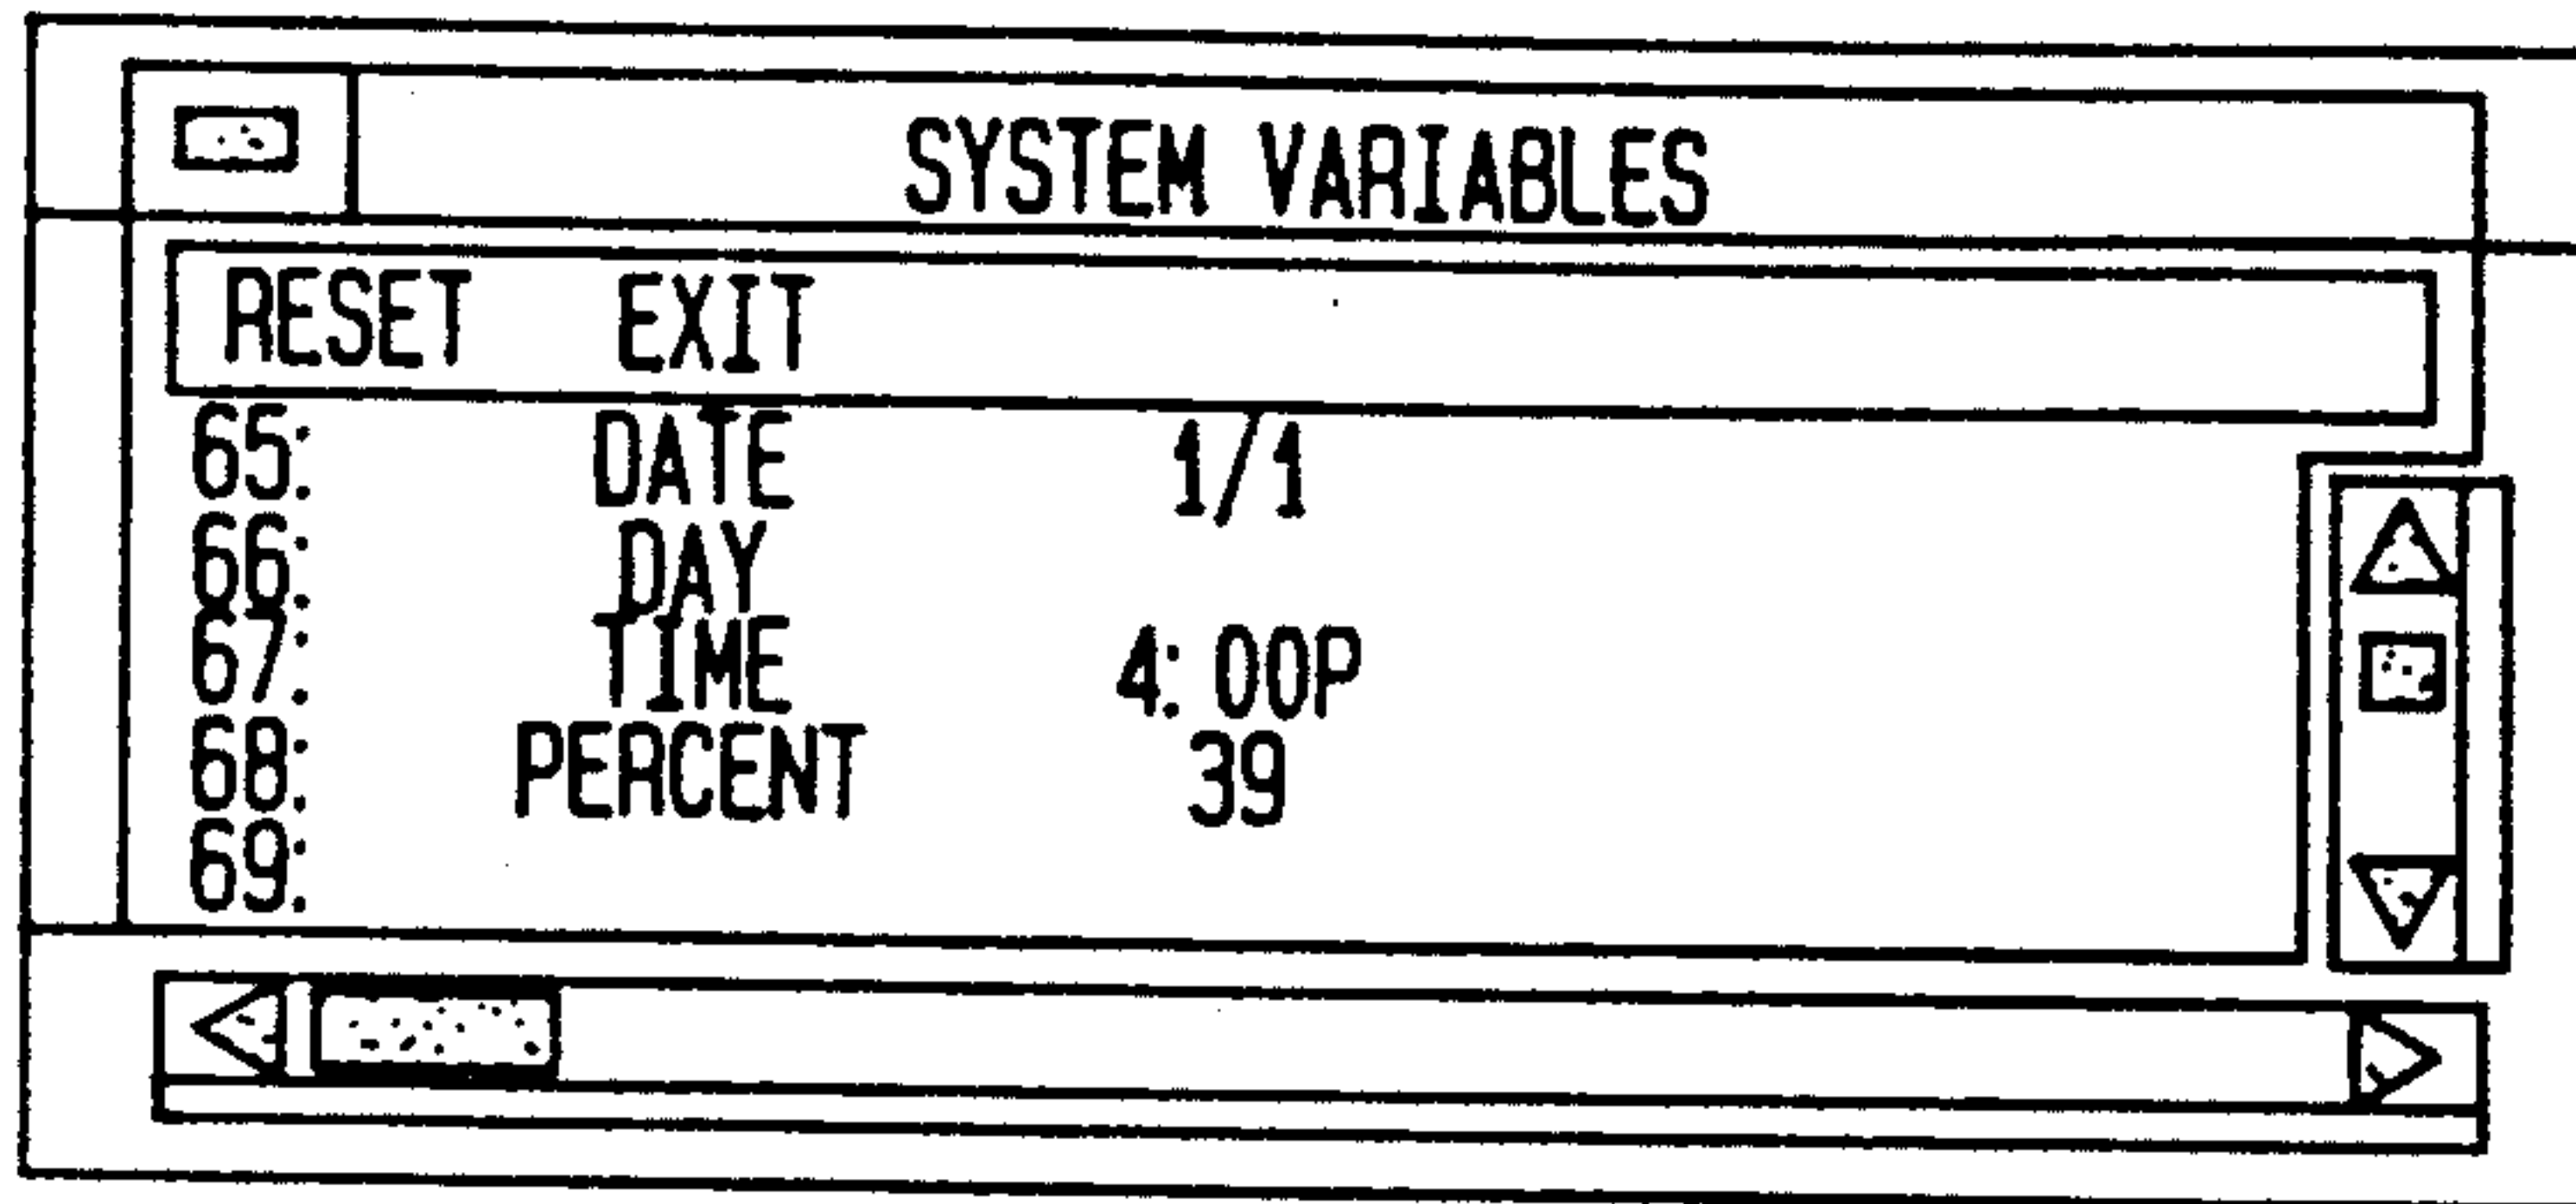 SYSTEM VARIABLES
RESET EXIT
65: DATE 1/1
66: DAY
67: TIME 4:00P
68: PERCENT 39
69: